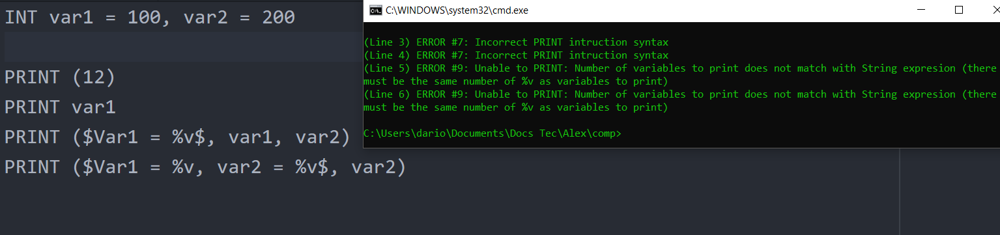 INT var1 = 100, var2 = 200
PRINT (12)
PRINT var1
PRINT ($Var1 = %v$, var1, var2)
PRINT ($Var1 = %v, var2 = %v$, var2)
C:\WINDOWS\system32\cmd.exe
(Line 3) ERROR #7: Incorrect PRINT intruction syntax
(Line 4) ERROR #7: Incorrect PRINT intruction syntax
(Line 5) ERROR #9: Unable to PRINT: Number of variables to print does not match with String expresion (there
must be the same number of %v as variables to print)
(Line 6) ERROR #9: Unable to PRINT: Number of variables to print does not match with String expresion (there
must be the same number of %v as variables to print)
C:\Users\dario\Documents\Docs Tec\Alex\comp>